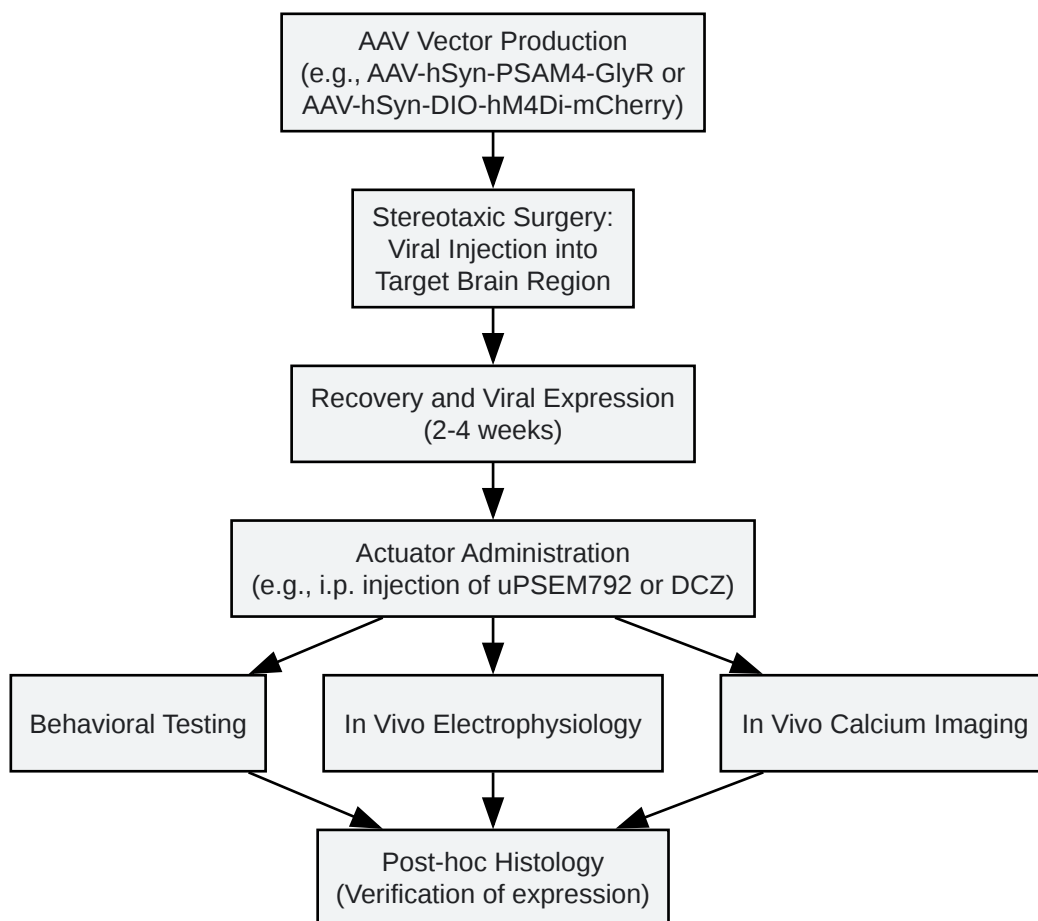 AAV Vector Production
(e.g., AAV-hSyn-PSAM4-GlyR or
AAV-hSyn-DIO-hM4Di-mCherry)
Stereotaxic Surgery:
Viral Injection into
Target Brain Region
Recovery and Viral Expression
(2-4 weeks)
Actuator Administration
(e.g., i.p. injection of uPSEM792 or DCZ)
Behavioral Testing
In Vivo Electrophysiology
In Vivo Calcium Imaging
Post-hoc Histology
(Verification of expression)